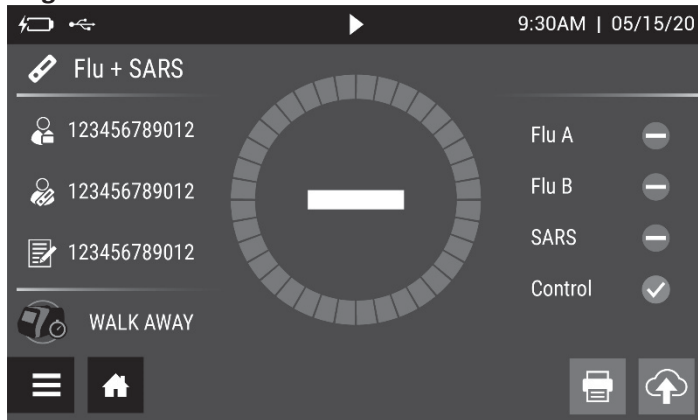 9:30AM | 05/15/20
Flu + SARS
123456789012
123456789012
123456789012
WALK AWAY
Flu A
Flu B
SARS
Control